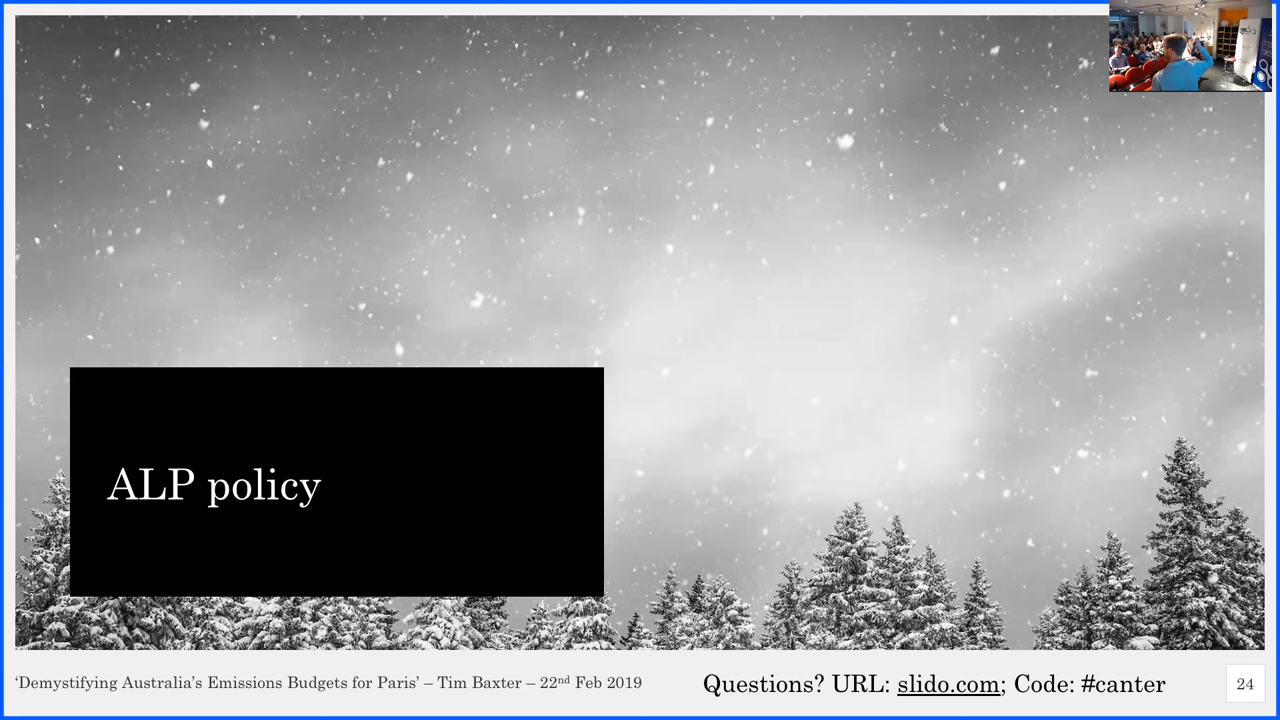 ALP policy
‘Demystifying Australia’s Emissions Budgets for Paris’ – Tim Baxter – 22nd Feb 2019
Questions? URL: slido.com; Code: #canter
24